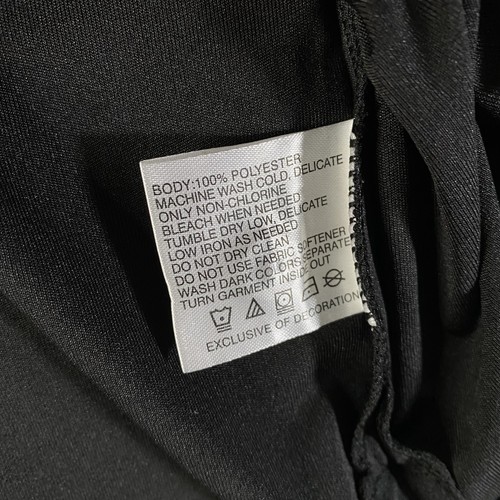 BODY:100% POLYESTER
MACHINE WASH COLD, DELICATE
ONLY NON-CHLORINE
BLEACH WHEN NEEDED
TUMBLE DRY LOW, DELICATE
LOW IRON AS NEEDED
DO NOT DRY CLEAN
DO NOT USE FABRIC SOFTENER
WASH DARK COLORS SEPARATE
TURN GARMENT INSIDE OUT
EXCLUSIVE OF DECORATION